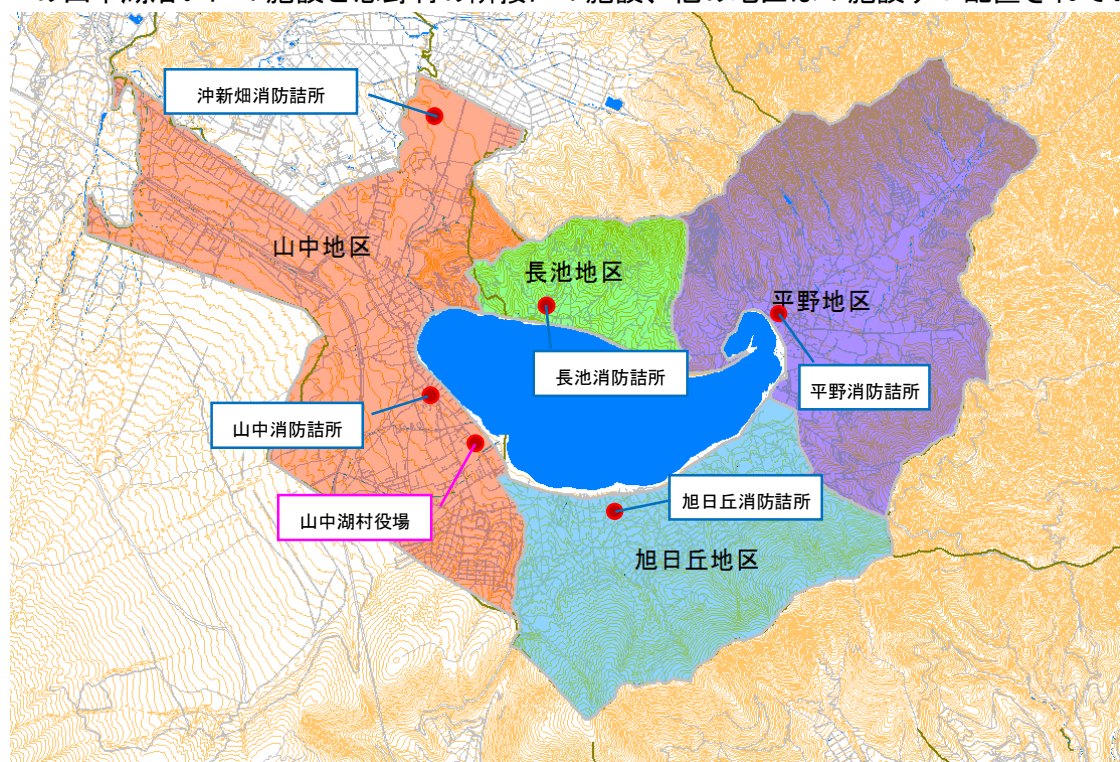 沖新畑消防詰所
山中地区
長池地区
平野地区
長池消防詰所
平野消防詰所
山中消防詰所
旭日丘消防詰所
山中湖村役場
旭日丘地区